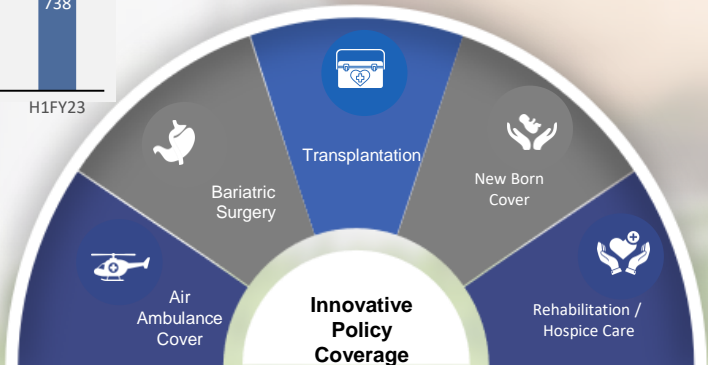 738
H1FY23
Transplantation
Bariatric
Surgery
New Born
Cover
Air
Ambulance
Cover
Innovative
Policy
Coverage
Rehabilitation /
Hospice Care